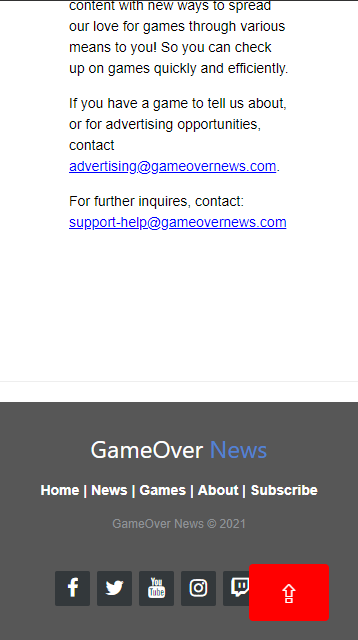 content with new ways to spread
our love for games through various
means to you! So you can check
up on games quickly and efficiently.
If you have a game to tell us about,
or for advertising opportunities,
contact
advertising@gameovernews.com.
For further inquires, contact:
support-help@gameovernews.com
GameOver News
Home | News | Games | About | Subscribe
GameOver News © 2021
You Tube